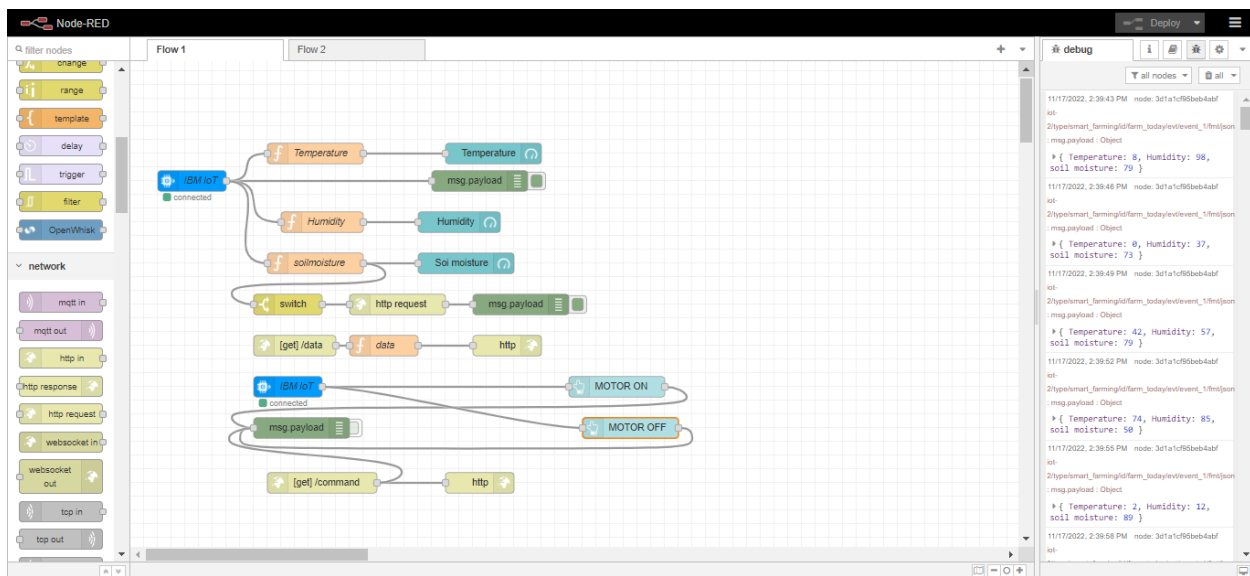 Node-RED
Deploy
filter nodes
Flow 1
Flow 2
debug
i
all nodes
all
change
range
template
delay
trigger
filter
OpenWhisk
network
mqtt in
mqtt out
http in
http response
http request
websocket in
websocket
out
tcp in
tcp out
Temperature
Temperature
IBM IoT
connected
msg.payload
Humidity
Humidity
soilmoisture
Soi moisture
switch
http request
msg.payload
[get] /data
data
http
IBM IoT
connected
MOTOR ON
msg.payload
MOTOR OFF
[get] /command
http
11/17/2022, 2:39:43 PM node: 3d1a1cf95beb4abf
iot-
2/type/smart_farming/id/farm_today/evt/event_1/fmt/json
: msg.payload : Object
{ Temperature: 8, Humidity: 98,
soil moisture: 79 }
11/17/2022, 2:39:46 PM node: 3d1a1cf95beb4abf
iot-
2/type/smart_farming/id/farm_today/evt/event_1/fmt/json
: msg.payload : Object
{ Temperature: 0, Humidity: 37,
soil moisture: 73 }
11/17/2022, 2:39:49 PM node: 3d1a1cf95beb4abf
iot-
2/type/smart_farming/id/farm_today/evt/event_1/fmt/json
: msg.payload : Object
{ Temperature: 42, Humidity: 57,
soil moisture: 79 }
11/17/2022, 2:39:52 PM node: 3d1a1cf95beb4abf
iot-
2/type/smart_farming/id/farm_today/evt/event_1/fmt/json
: msg.payload : Object
{ Temperature: 74, Humidity: 85,
soil moisture: 50 }
11/17/2022, 2:39:55 PM node: 3d1a1cf95beb4abf
iot-
2/type/smart_farming/id/farm_today/evt/event_1/fmt/json
: msg.payload : Object
{ Temperature: 2, Humidity: 12,
soil moisture: 89 }
11/17/2022, 2:39:58 PM node: 3d1a1cf95beb4abf
iot-